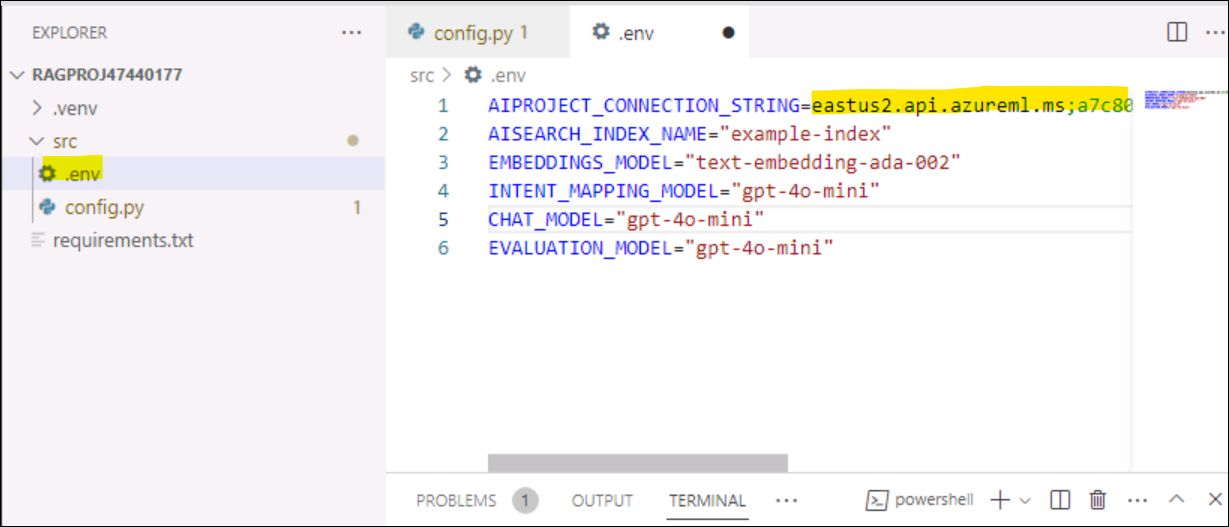 EXPLORER
RAGPROJ47440177
.venv
src
.env
config.py 1
requirements.txt
config.py 1
.env
src > .env
1 AIPROJECT_CONNECTION_STRING=eastus2.api.azureml.ms;a7c80
2 AISEARCH_INDEX_NAME="example-index"
3 EMBEDDINGS_MODEL="text-embedding-ada-002"
4 INTENT_MAPPING_MODEL="gpt-4o-mini"
5 CHAT_MODEL="gpt-4o-mini"
6 EVALUATION_MODEL="gpt-4o-mini"
PROBLEMS 1 OUTPUT TERMINAL ··· powershell